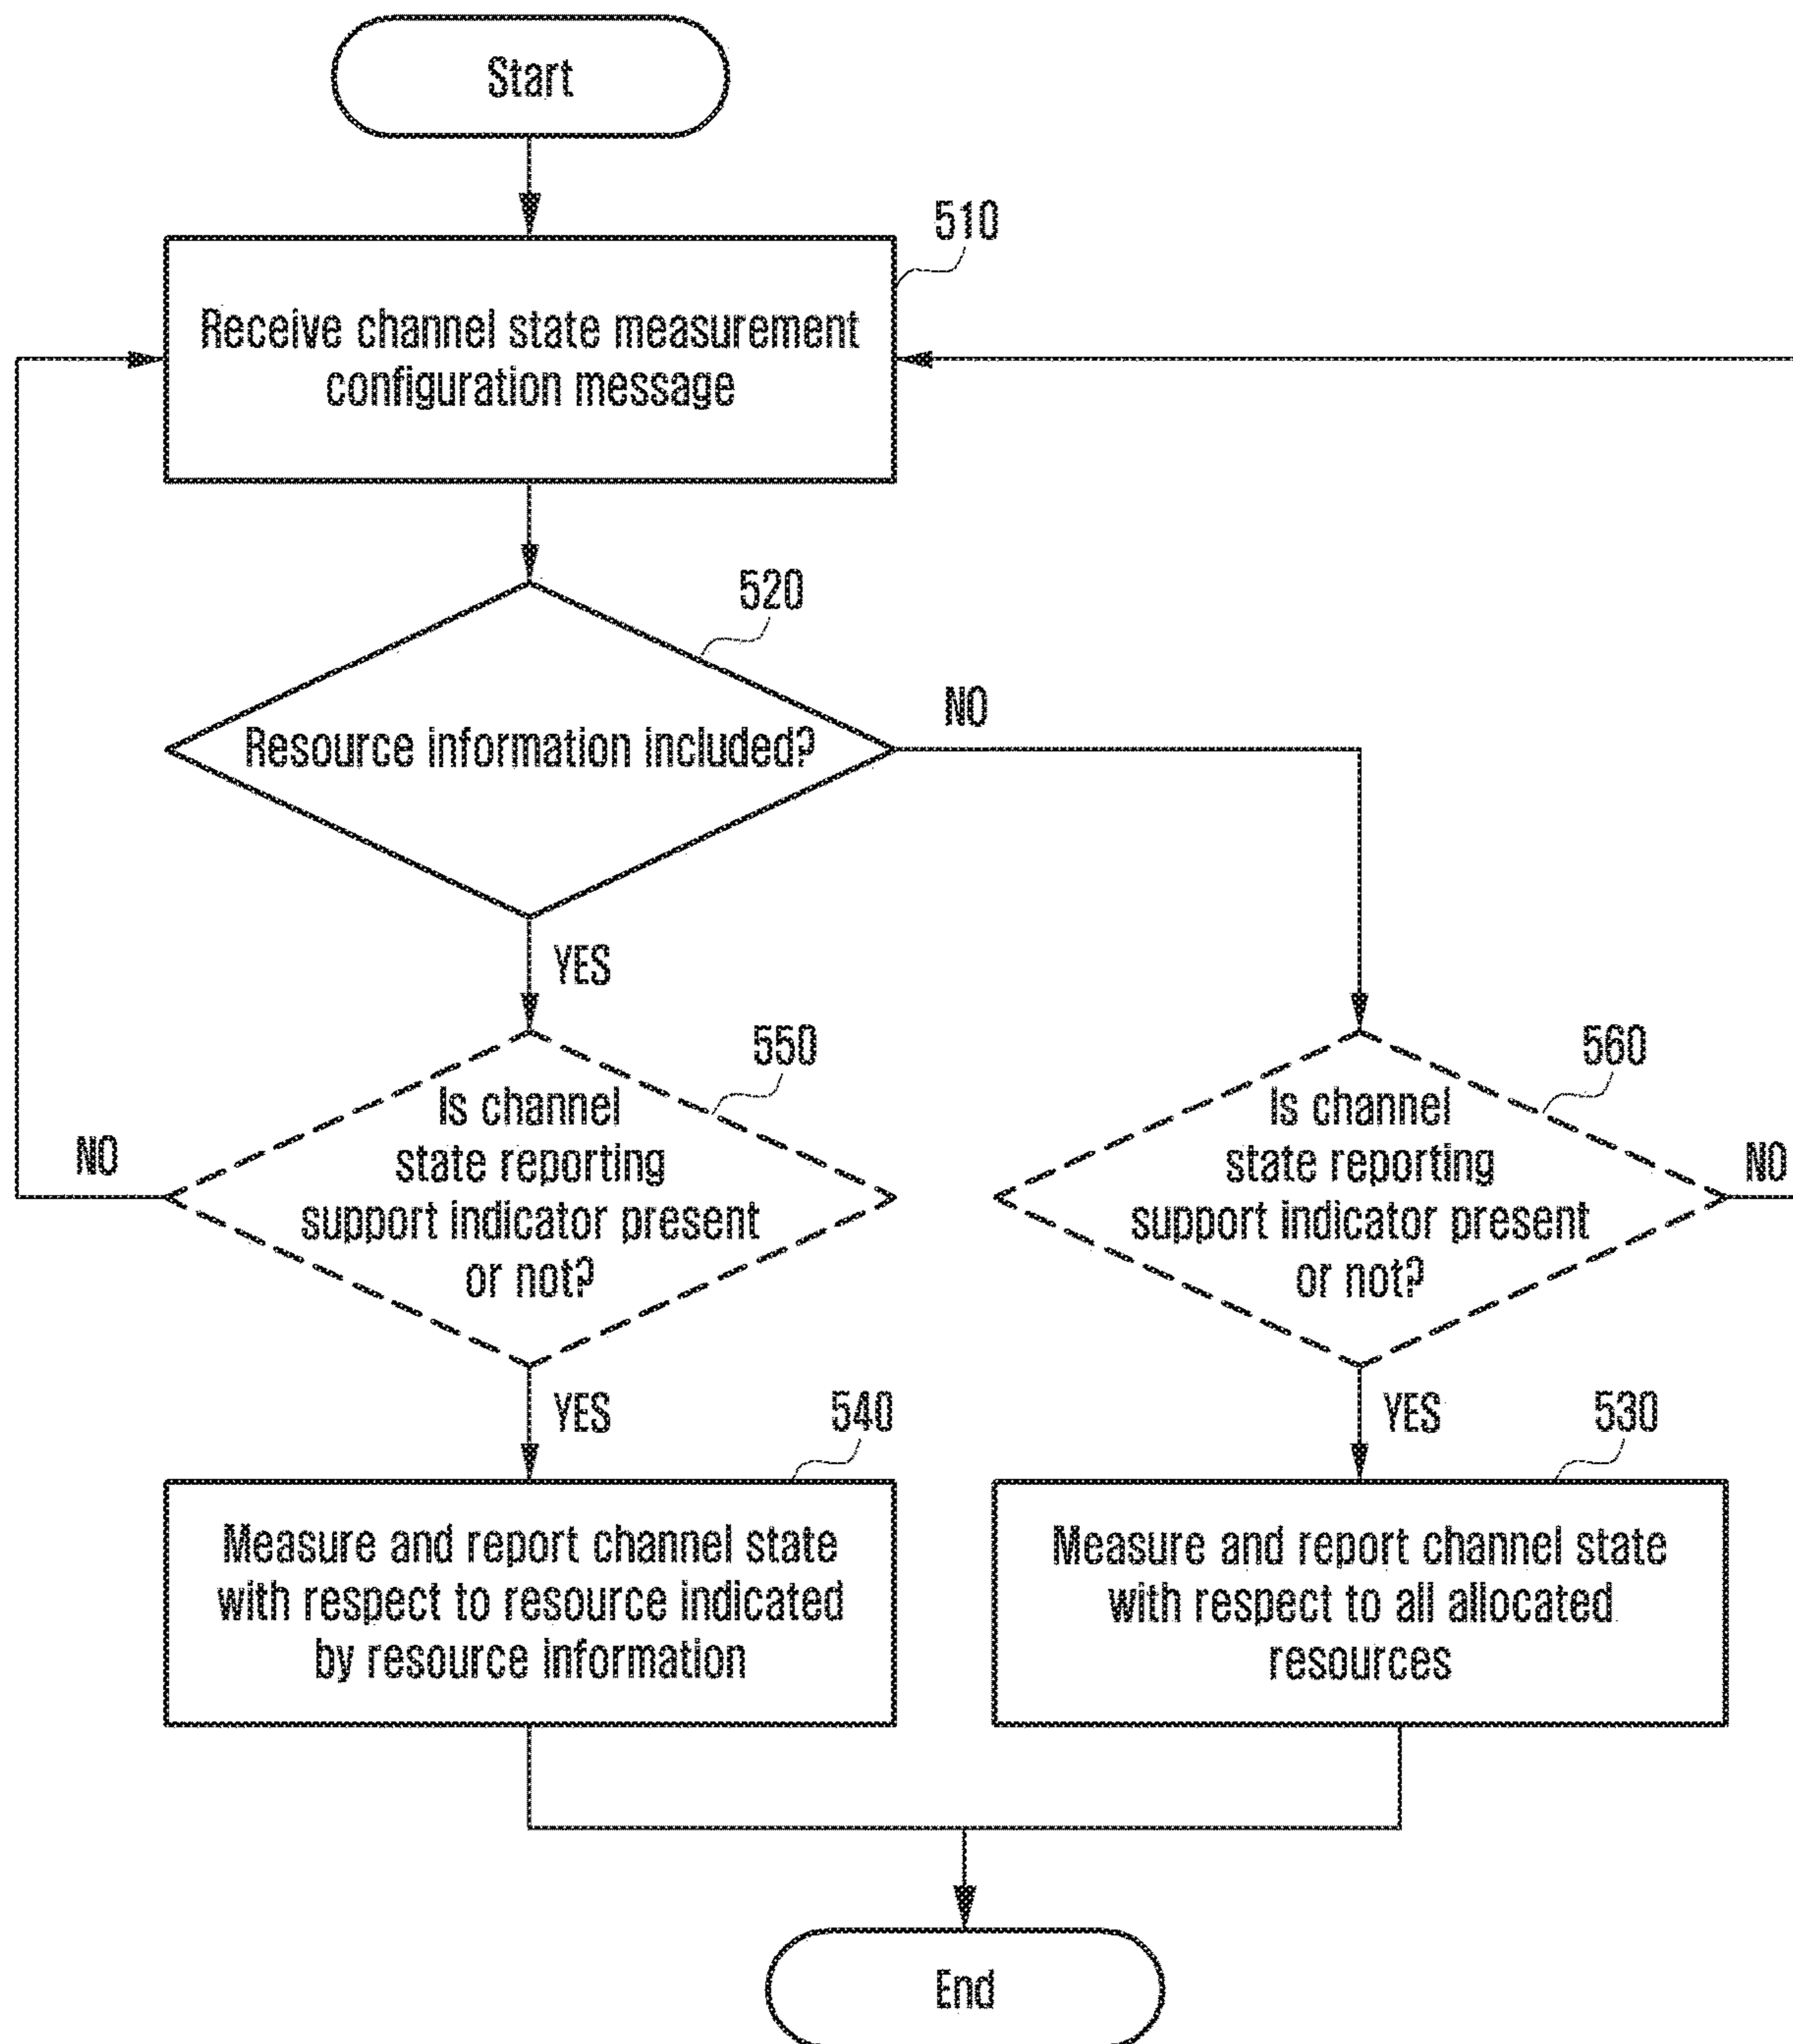 Start
510
Receive channel state measurement
configuration message
520
Resource information included?
NO
YES
550
Is channel
state reporting
support indicator present
or not?
NO
YES
560
Is channel
state reporting
support indicator present
or not?
NO
YES
540
Measure and report channel state
with respect to resource indicated
by resource information
530
Measure and report channel state
with respect to all allocated
resources
End